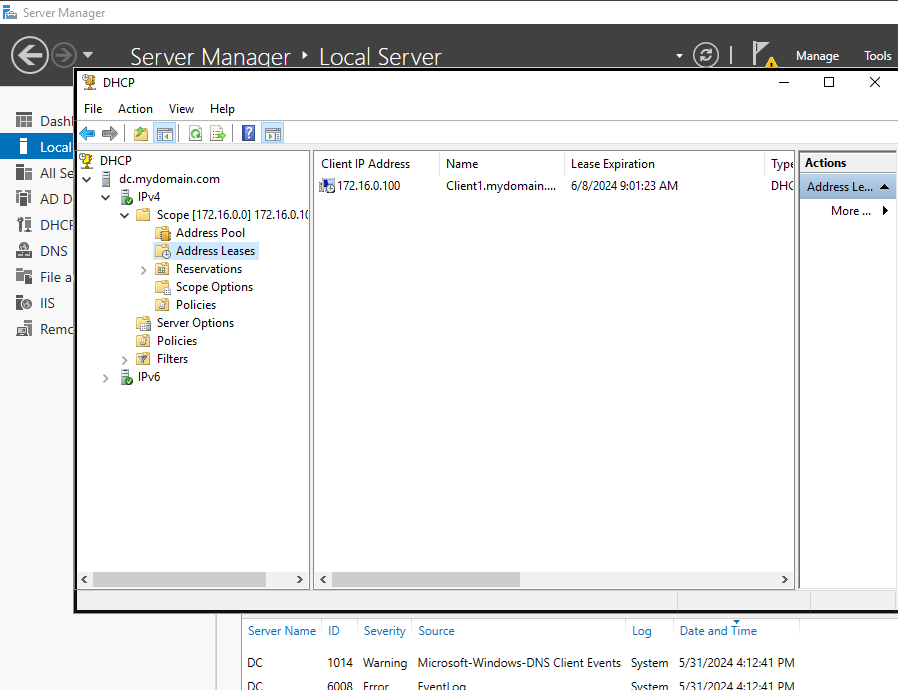 Server Manager
Server Manager Local Server
Manage Tools
DHCP
File Action View Help
Dash
Local
All Se
AD D
DHCP
DNS
File a
IIS
Remo
DHCP
dc.mydomain.com
IPv4
Scope [172.16.0.0] 172.16.0.10
Address Pool
Address Leases
Reservations
Scope Options
Policies
Server Options
Policies
Filters
IPv6
Client IP Address Name Lease Expiration Type
172.16.0.100 Client1.mydomain.... 6/8/2024 9:01:23 AM DHC
Actions
Address Le...
More ...
Server Name ID Severity Source Log Date and Time
DC 1014 Warning Microsoft-Windows-DNS Client Events System 5/31/2024 4:12:41 PM
DC 6008 Error EventLog System 5/31/2024 4:12:41 PM